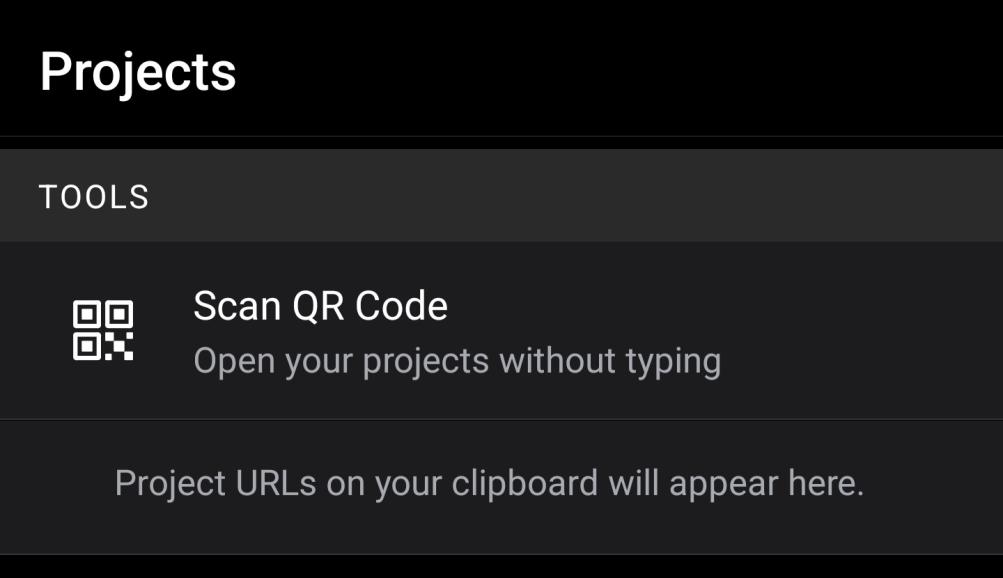 Projects
TOOLS
Scan QR Code
Open your projects without typing
Project URLs on your clipboard will appear here.